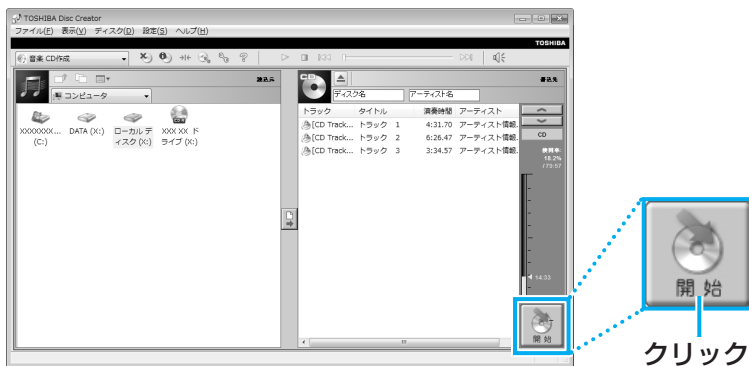 TOSHIBA Disc Creator
ファイル(F) 表示(V) ディスク(D) 設定(S) ヘルプ(H)
TOSHIBA
音楽 CD作成
読込元
コンピュータ
XXXXXXX... DATA (X:) ローカル デ XXX XX ド
(C:) ィスク (X:) ライブ (X:)
CD
書込先
ディスク名 アーティスト名
トラック タイトル 演奏時間 アーティスト
[CD Track... トラック 1 4:31.70 アーティスト情報.
[CD Track... トラック 2 6:26.47 アーティスト情報.
[CD Track... トラック 3 3:34.57 アーティスト情報.
CD
使用率:
18.2%
/79:57
14:33
開始
開始
クリック